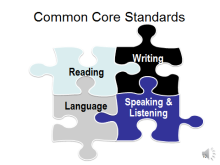 Common Core Standards
Reading
Writing
Language
Speaking &
Listening